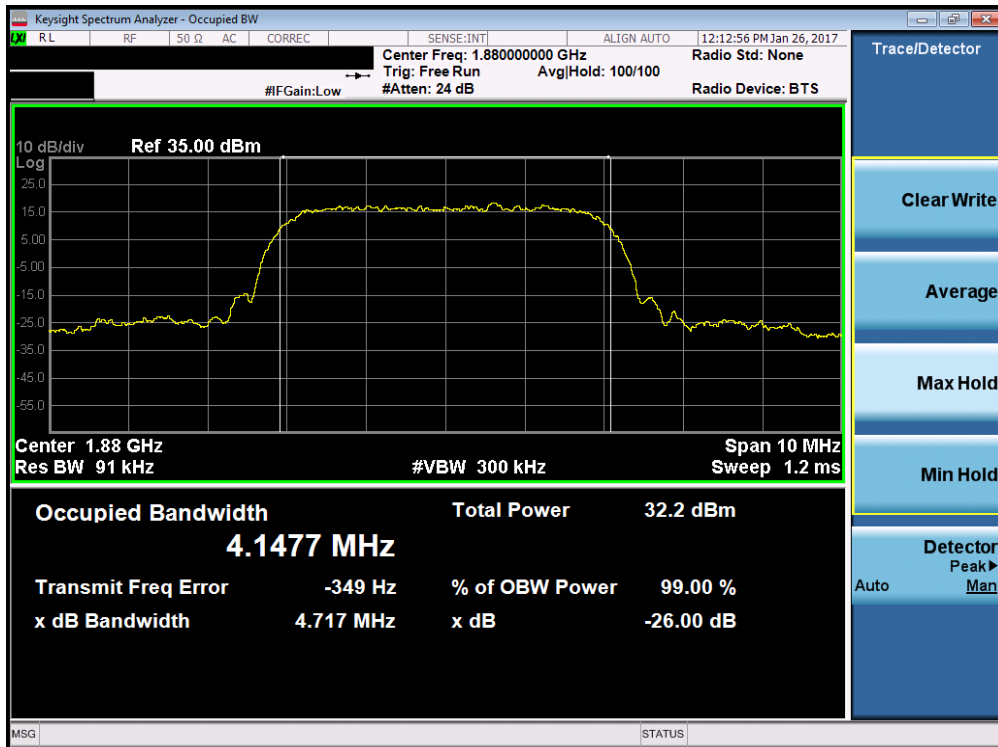 Keysight Spectrum Analyzer - Occupied BW
LXI RL RF 50 Ω AC CORREC SENSE:INT ALIGN AUTO 12:12:56 PM Jan 26, 2017
Center Freq: 1.880000000 GHz Radio Std: None
Trig: Free Run Avg|Hold: 100/100
#IFGain:Low #Atten: 24 dB Radio Device: BTS
10 dB/div Ref 35.00 dBm
Log
25.0
15.0
5.00
-5.00
-15.0
-25.0
-35.0
-45.0
-55.0
Center 1.88 GHz Span 10 MHz
Res BW 91 kHz #VBW 300 kHz Sweep 1.2 ms
Occupied Bandwidth Total Power 32.2 dBm
4.1477 MHz
Transmit Freq Error -349 Hz % of OBW Power 99.00 %
x dB Bandwidth 4.717 MHz x dB -26.00 dB
MSG STATUS
Trace/Detector
Clear Write
Average
Max Hold
Min Hold
Detector
Peak▶
Auto Man